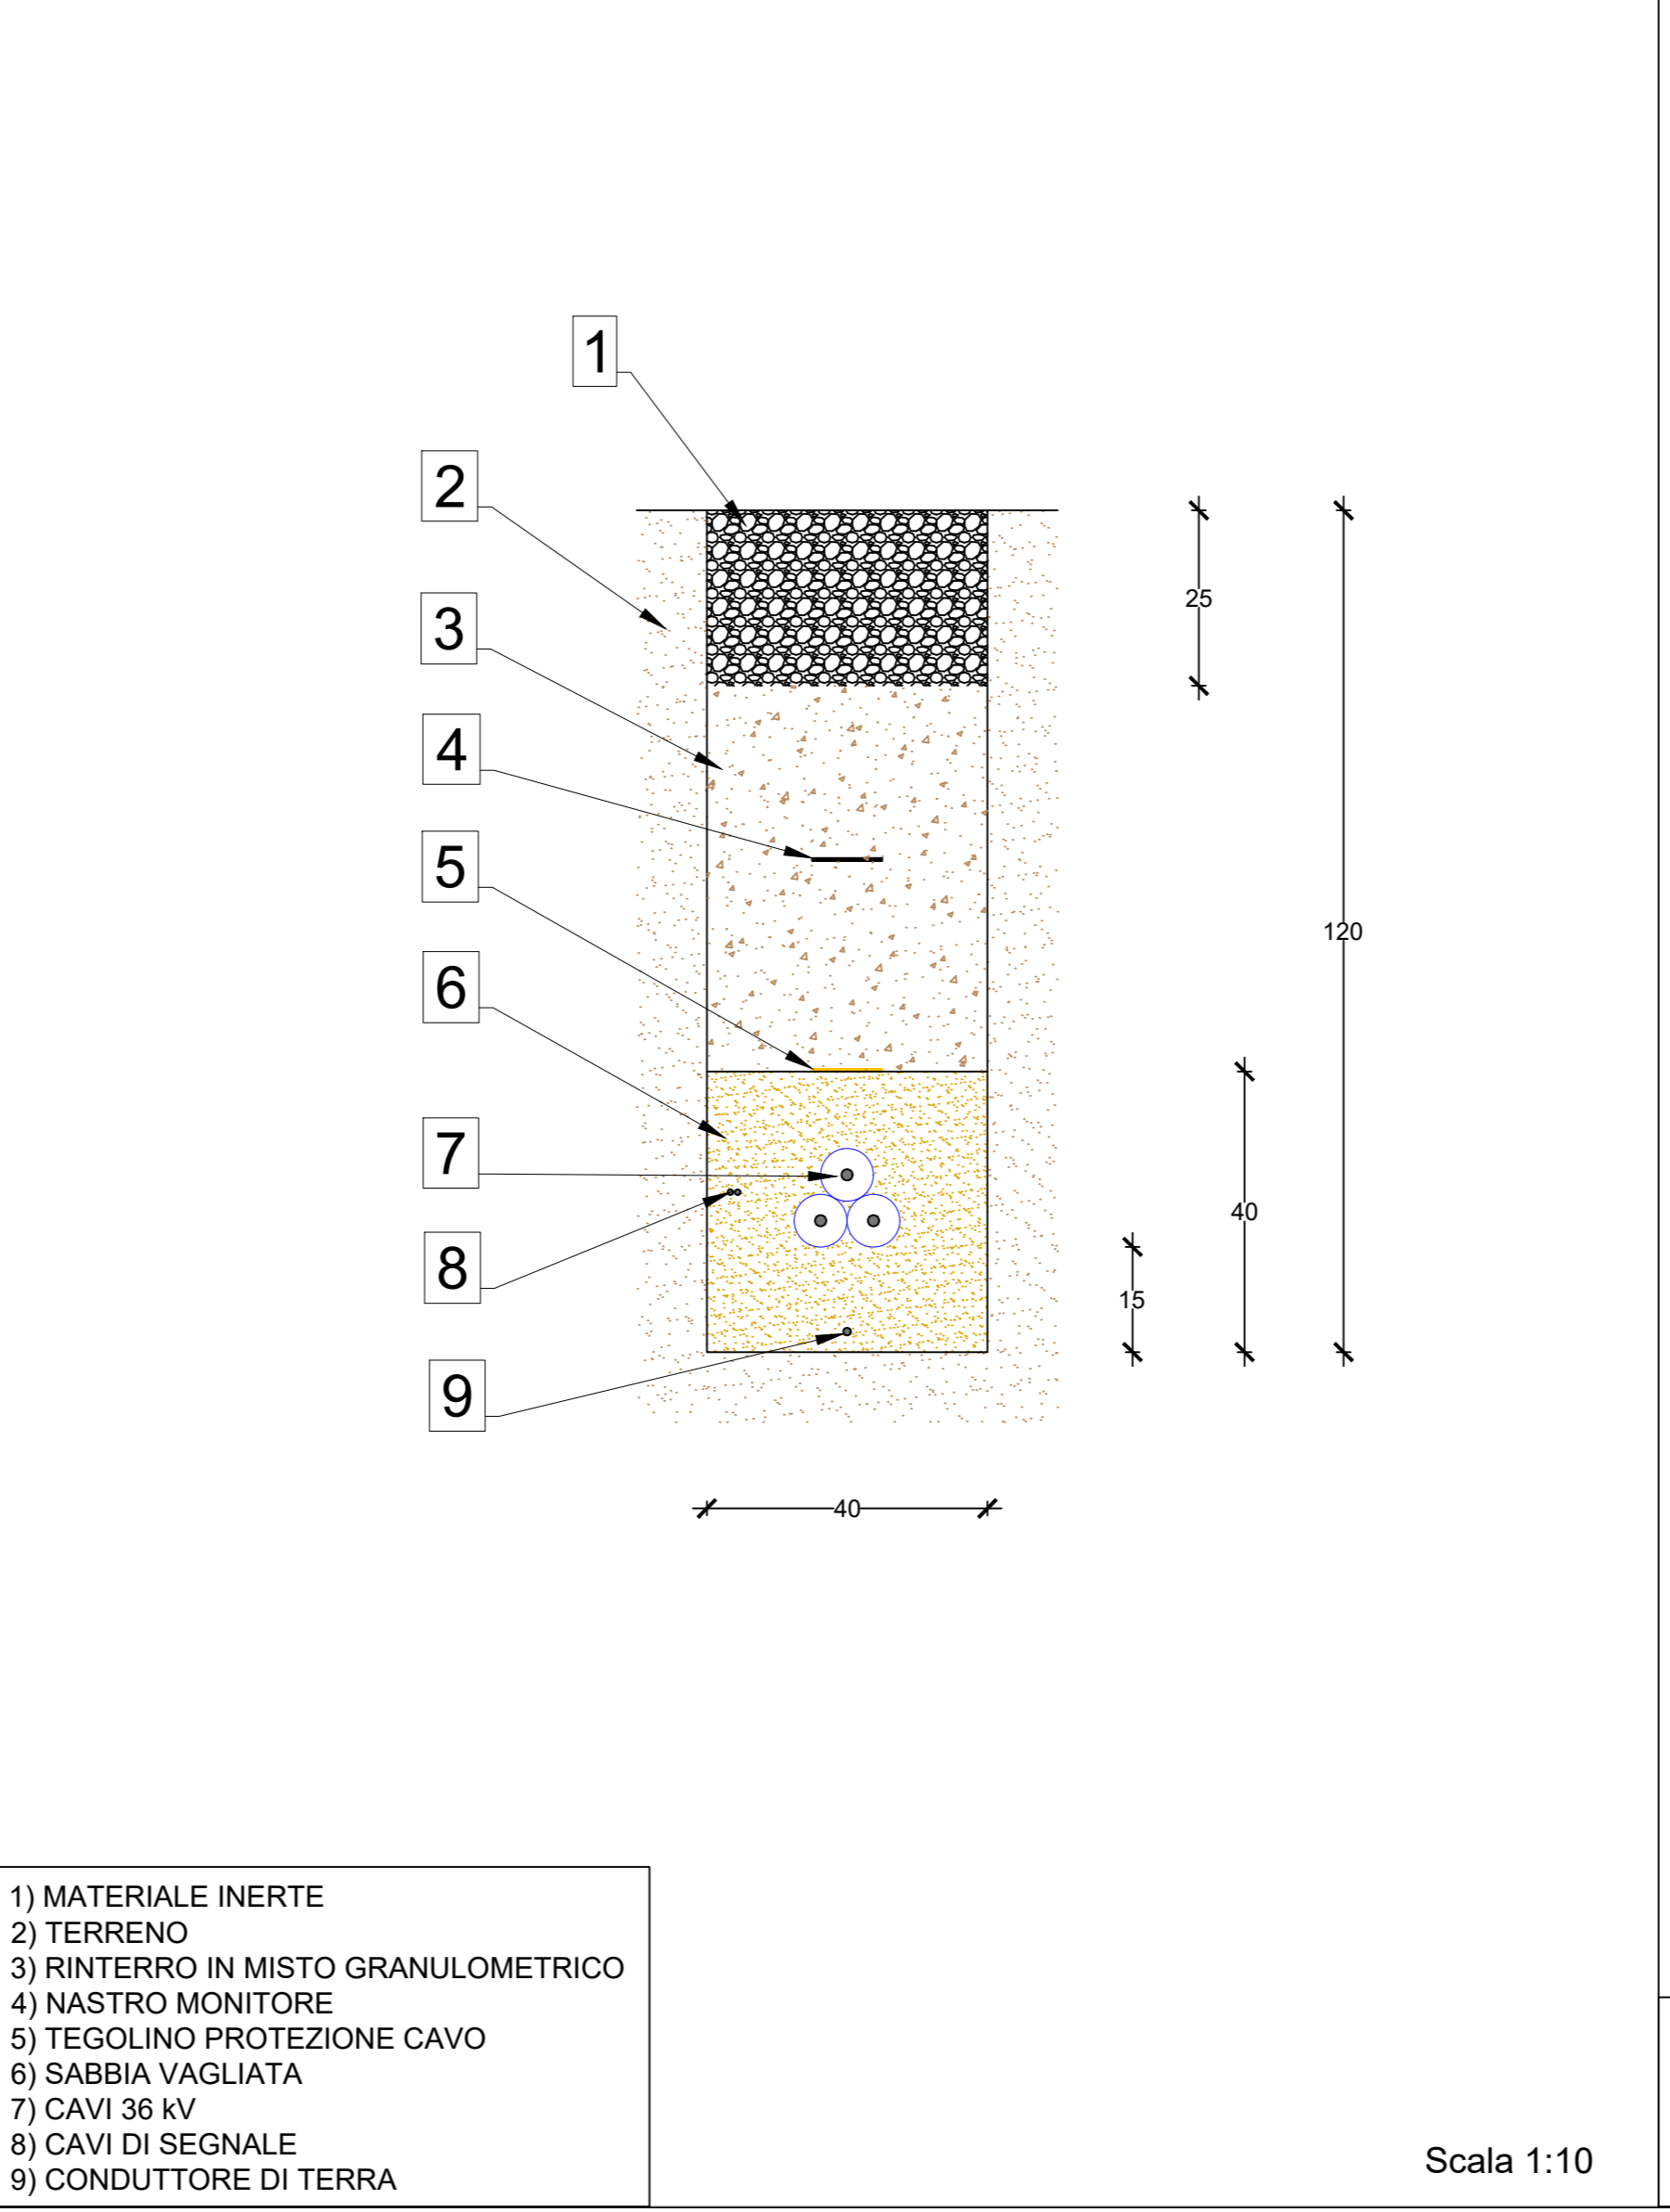 1
2
3
4
5
6
7
8
9
25
120
40
15
40
1) MATERIALE INERTE
2) TERRENO
3) RINTERRO IN MISTO GRANULOMETRICO
4) NASTRO MONITORE
5) TEGOLINO PROTEZIONE CAVO
6) SABBIA VAGLIATA
7) CAVI 36 kV
8) CAVI DI SEGNALE
9) CONDUTTORE DI TERRA
Scala 1:10